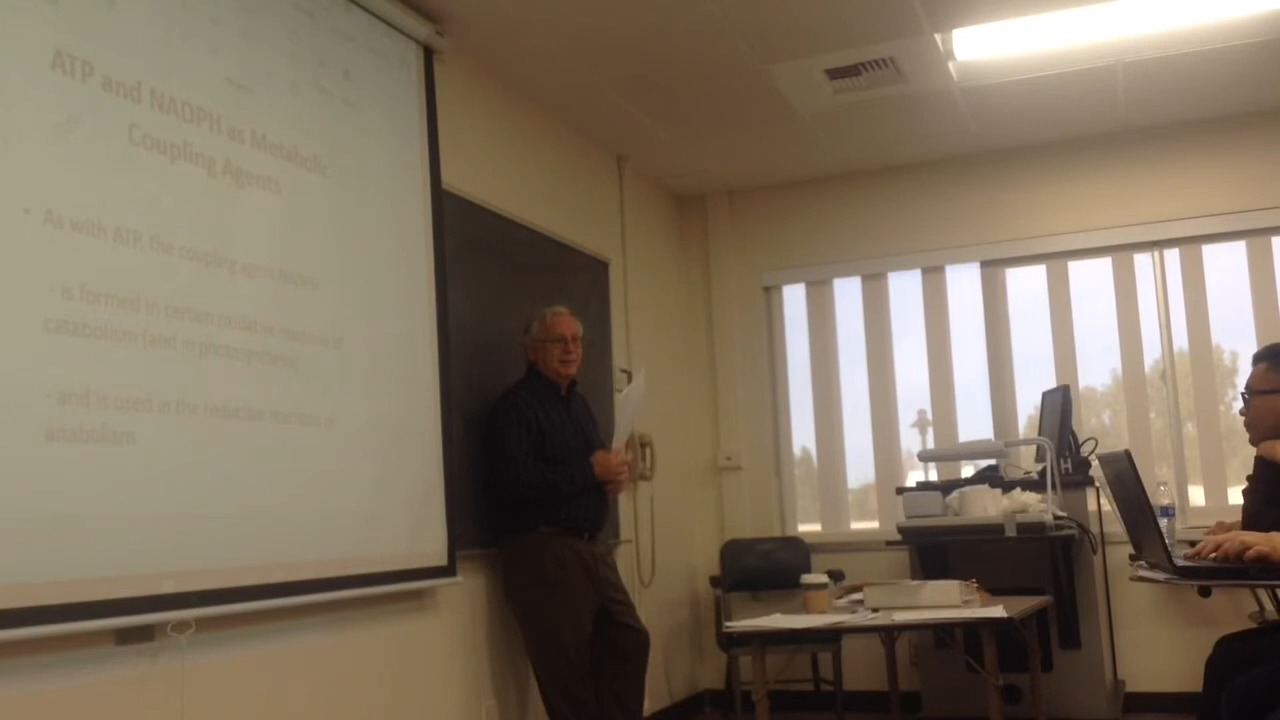 ATP and NADPH as Metabolic
Coupling Agents
• As with ATP, the coupling agent NADPH
- is formed in certain oxidative reactions of
catabolism (and in photosynthesis)
- and is used in the reductive reactions of
anabolism
H